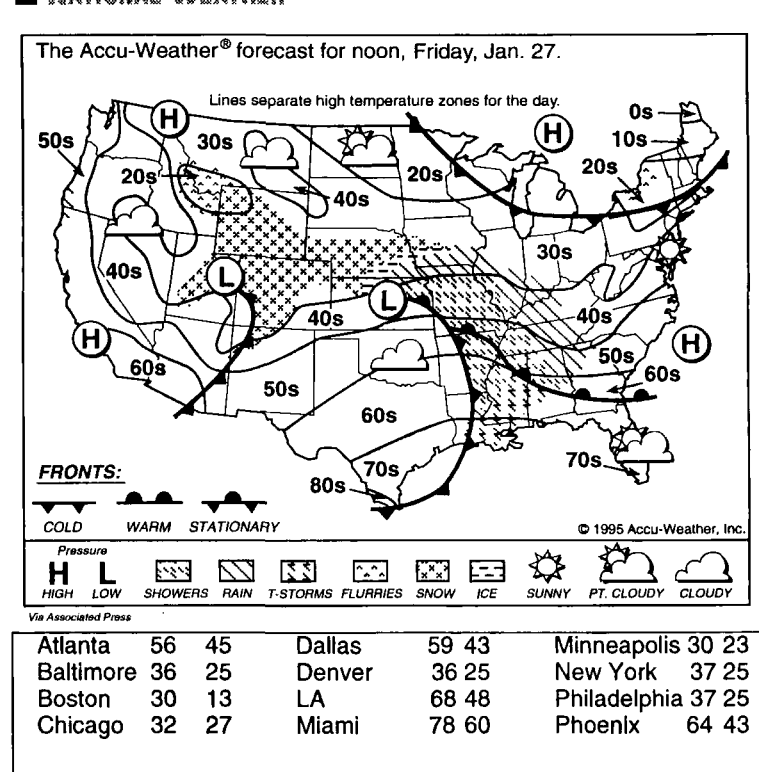 The Accu-Weather® forecast for noon, Friday, Jan. 27.
Lines separate high temperature zones for the day.
H
H
0s
50s
30s
10s
20s
20s
20s
40s
30s
40s
L
L
40s
40s
H
H
50s
60s
60s
50s
60s
70s
70s
80s
FRONTS:
COLD WARM STATIONARY
© 1995 Accu-Weather, Inc.
Pressure
H L
HIGH LOW SHOWERS RAIN T-STORMS FLURRIES SNOW ICE SUNNY PT. CLOUDY CLOUDY
Via Associated Press
Atlanta 56 45 Dallas 59 43 Minneapolis 30 23
Baltimore 36 25 Denver 36 25 New York 37 25
Boston 30 13 LA 68 48 Philadelphia 37 25
Chicago 32 27 Miami 78 60 Phoenix 64 43